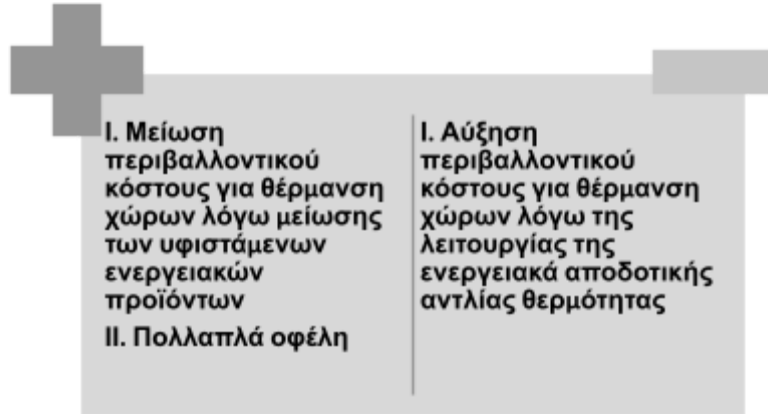 Ι. Μείωση
περιβαλλοντικού
κόστους για θέρμανση
χώρων λόγω μείωσης
των υφιστάμενων
ενεργειακών
προϊόντων
ΙΙ. Πολλαπλά οφέλη
Ι. Αύξηση
περιβαλλοντικού
κόστους για θέρμανση
χώρων λόγω της
λειτουργίας της
ενεργειακά αποδοτικής
αντλίας θερμότητας